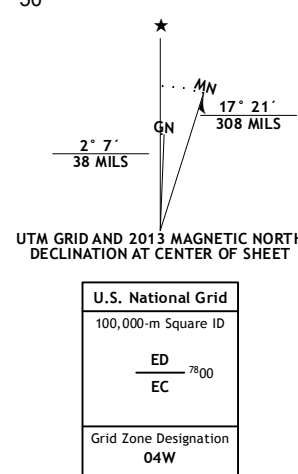 MN
GN
17° 21´
308 MILS
2° 7´
38 MILS
UTM GRID AND 2013 MAGNETIC NORTH
DECLINATION AT CENTER OF SHEET
U.S. National Grid
100,000-m Square ID
ED
7800
EC
Grid Zone Designation
04W